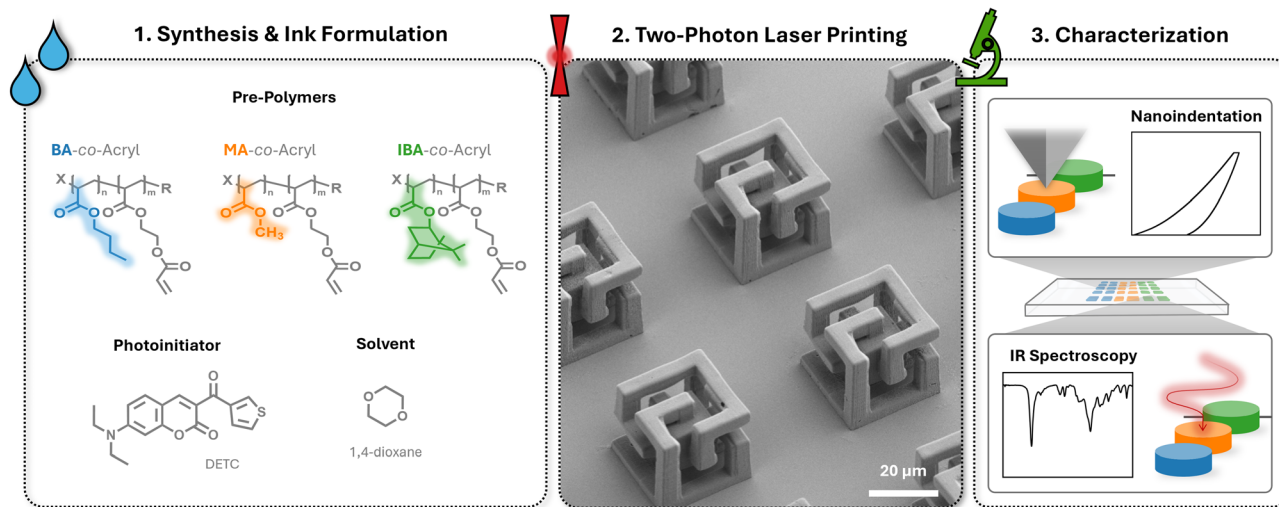 1. Synthesis & Ink Formulation
Pre-Polymers
BA-co-Acryl
MA-co-Acryl
IBA-co-Acryl
X
n
m
R
O
O
O
O
O
O
X
n
m
R
O
O
CH3
O
O
O
O
X
n
m
R
O
O
O
O
O
O
Photoinitiator
Solvent
O
S
N
O
O
DETC
O
O
1,4-dioxane
2. Two-Photon Laser Printing
20 µm
3. Characterization
Nanoindentation
IR Spectroscopy